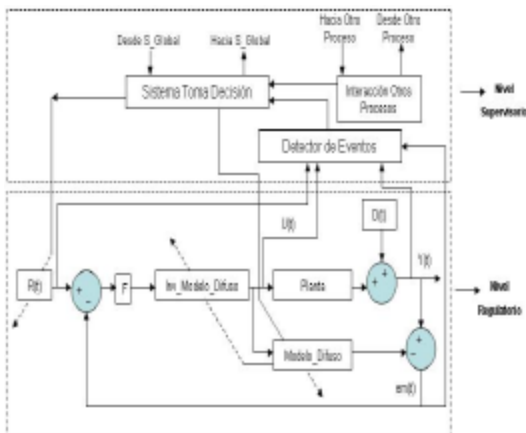 Desde S_Global
Hacia S_Global
Hacia Otro
Proceso
Desde Otro
Proceso
Sistema Toma Decisión
Interacción Otros
Procesos
Nivel
Supervisorio
Detector de Eventos
U(t)
D(t)
Y(t)
R(t)
+
-
F
Inv_Modelo_Difuso
Planta
+
+
Nivel
Regulatorio
Modelo_Difuso
-
+
em(t)